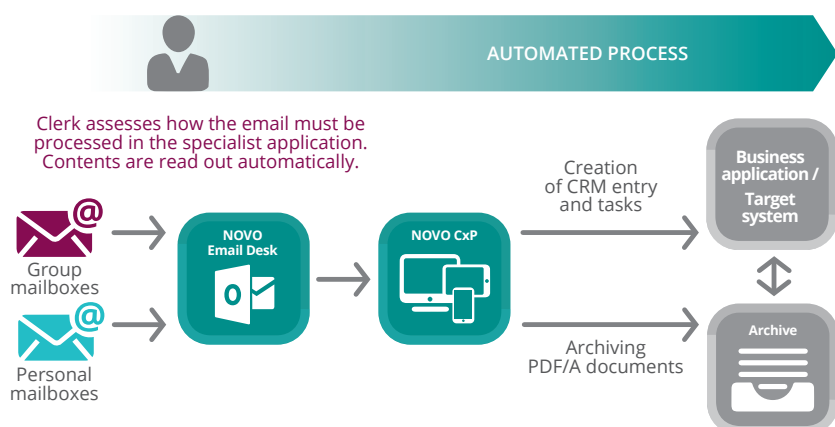 AUTOMATED PROCESS
Clerk assesses how the email must be
processed in the specialist application.
Contents are read out automatically.
@
Group
mailboxes
@
Personal
mailboxes
NOVO
Email Desk
O
NOVO CxP
Creation
of CRM entry
and tasks
Archiving
PDF/A documents
Business
application /
Target
system
Archive